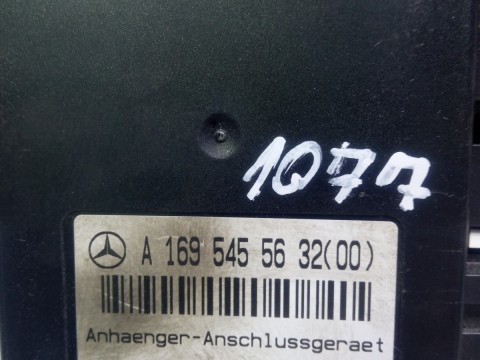 1077
A 169 545 56 32(00)
Anhaenger-Anschlussgeraet